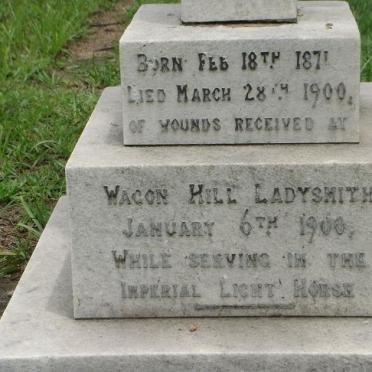 Born Feb 18th 1871
Died March 28th 1900,
of wounds received at
Wagon Hill Ladysmith
January 6th 1900,
While serving in the
Imperial Light Horse